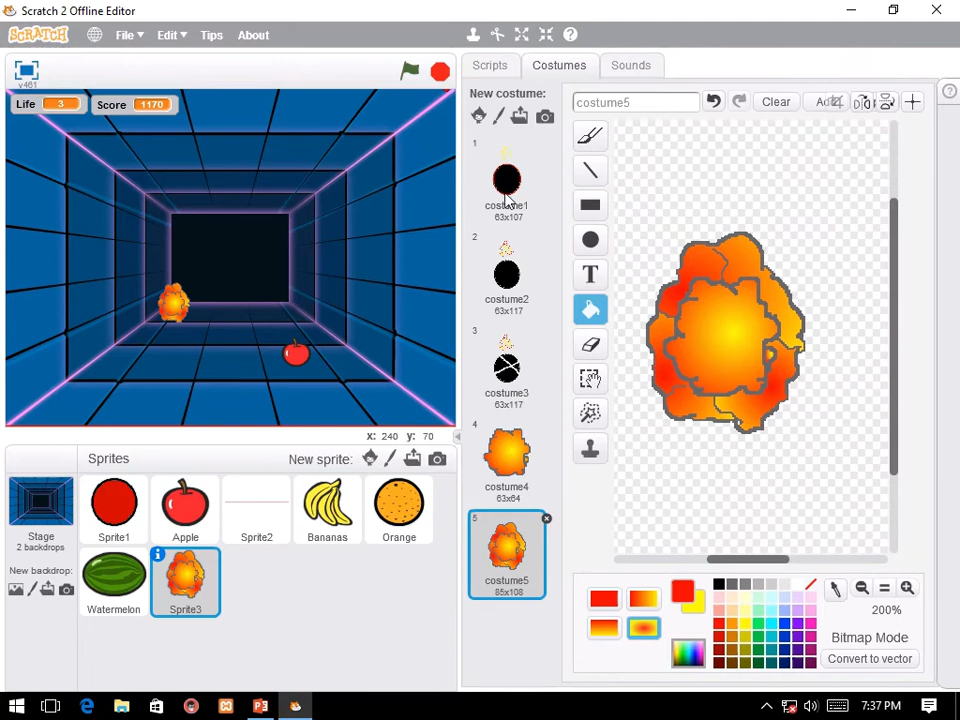 Scratch 2 Offline Editor
SCRATCH File Edit Tips About
v461
Life 3 Score 1170
x: 240 y: 70
Scripts Costumes Sounds
New costume:
costume5
Clear
1
costume1
63x107
2
costume2
63x117
3
costume3
63x117
4
costume4
63x64
5
costume5
85x108
T
200%
Bitmap Mode
Convert to vector
Sprites New sprite:
Stage
2 backdrops
New backdrop:
Sprite1 Apple Sprite2 Bananas Orange
Watermelon Sprite3
7:37 PM